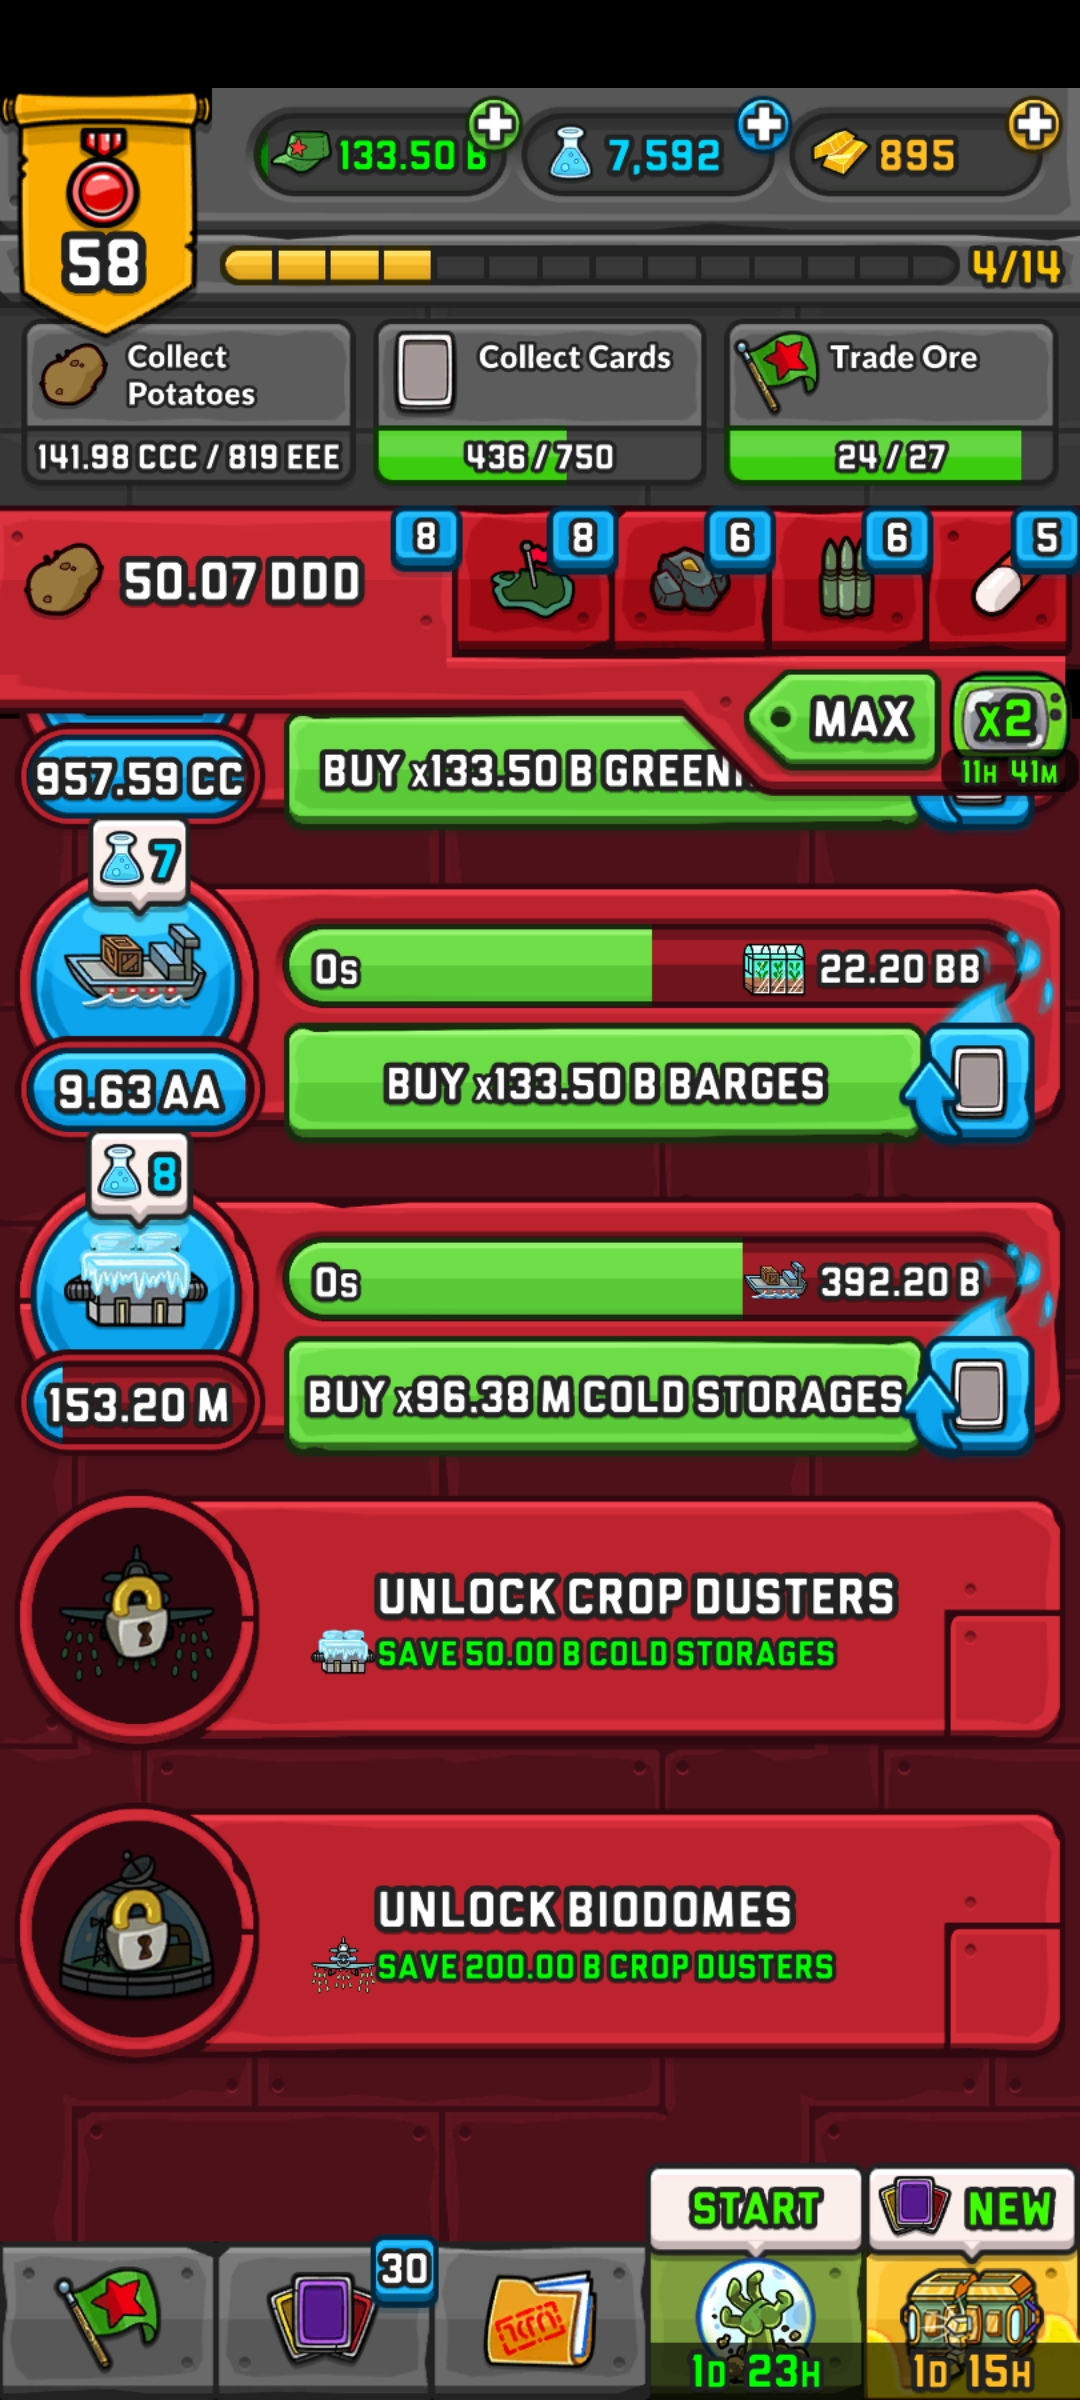 58
133.50 B
7,592
895
4/14
Collect
Potatoes
141.98 CCC / 819 EEE
Collect Cards
436 / 750
Trade Ore
24 / 27
50.07 DDD
8
8
6
6
5
MAX
x2
11H 41M
957.59 CC
BUY x133.50 B
7
0s
22.20 BB
9.63 AA
BUY x133.50 B BARGES
8
0s
392.20 B
153.20 M
BUY x96.38 M COLD STORAGES
UNLOCK CROP DUSTERS
SAVE 50.00 B COLD STORAGES
UNLOCK BIODOMES
SAVE 200.00 B CROP DUSTERS
START
NEW
30
1D 23H
1D 15H